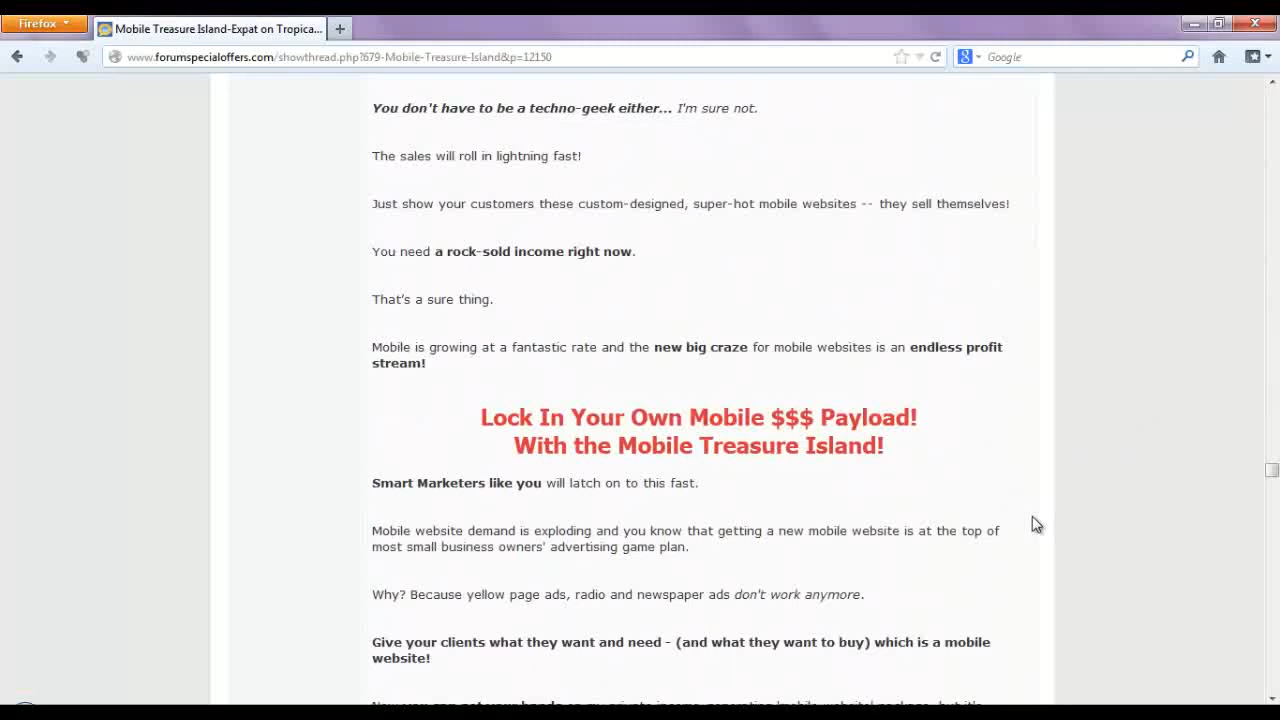 Firefox
Mobile Treasure Island-Expat on Tropica...
www.forumspecialoffers.com/showthread.php?679-Mobile-Treasure-Island&p=12150
Google
You don't have to be a techno-geek either... I'm sure not.
The sales will roll in lightning fast!
Just show your customers these custom-designed, super-hot mobile websites -- they sell themselves!
You need a rock-sold income right now.
That's a sure thing.
Mobile is growing at a fantastic rate and the new big craze for mobile websites is an endless profit
stream!
Lock In Your Own Mobile $$$ Payload!
With the Mobile Treasure Island!
Smart Marketers like you will latch on to this fast.
Mobile website demand is exploding and you know that getting a new mobile website is at the top of
most small business owners' advertising game plan.
Why? Because yellow page ads, radio and newspaper ads don't work anymore.
Give your clients what they want and need - (and what they want to buy) which is a mobile
website!